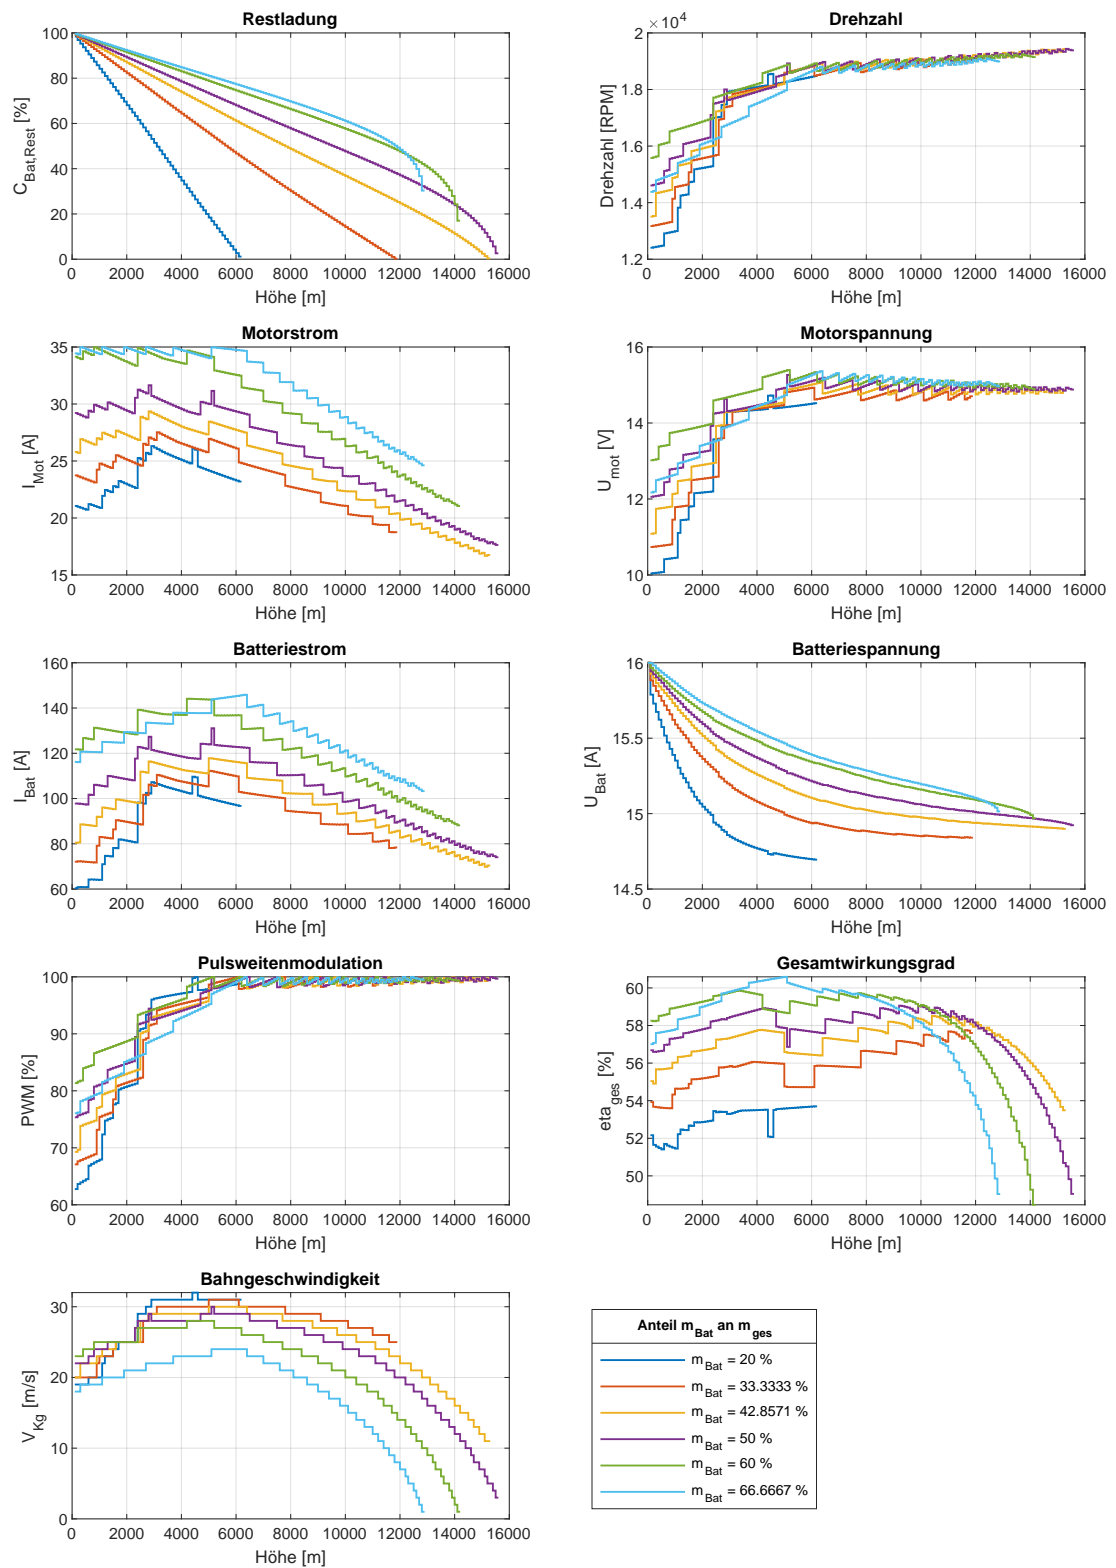 Restladung
C_Bat,Rest [%]
100
80
60
40
20
0
0 2000 4000 6000 8000 10000 12000 14000 16000
Höhe [m]
Drehzahl
×10^4
Drehzahl [RPM]
2
1.8
1.6
1.4
1.2
0 2000 4000 6000 8000 10000 12000 14000 16000
Höhe [m]
Motorstrom
I_Mot [A]
35
30
25
20
15
0 2000 4000 6000 8000 10000 12000 14000 16000
Höhe [m]
Motorspannung
U_mot [V]
16
14
12
10
0 2000 4000 6000 8000 10000 12000 14000 16000
Höhe [m]
Batteriestrom
I_Bat [A]
160
140
120
100
80
60
0 2000 4000 6000 8000 10000 12000 14000 16000
Höhe [m]
Batteriespannung
U_Bat [A]
16
15.5
15
14.5
0 2000 4000 6000 8000 10000 12000 14000 16000
Höhe [m]
Pulsweitenmodulation
PWM [%]
100
90
80
70
60
0 2000 4000 6000 8000 10000 12000 14000 16000
Höhe [m]
Gesamtwirkungsgrad
eta_ges [%]
60
58
56
54
52
50
0 2000 4000 6000 8000 10000 12000 14000 16000
Höhe [m]
Bahngeschwindigkeit
V_Kg [m/s]
30
20
10
0
0 2000 4000 6000 8000 10000 12000 14000 16000
Höhe [m]
Anteil m_Bat an m_ges
m_Bat = 20 %
m_Bat = 33.3333 %
m_Bat = 42.8571 %
m_Bat = 50 %
m_Bat = 60 %
m_Bat = 66.6667 %